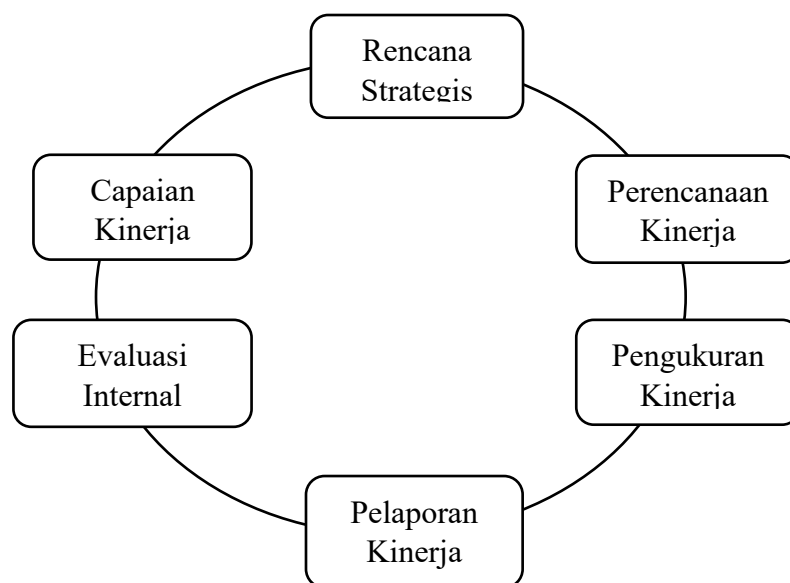 Rencana
Strategis
Perencanaan
Kinerja
Pengukuran
Kinerja
Pelaporan
Kinerja
Evaluasi
Internal
Capaian
Kinerja